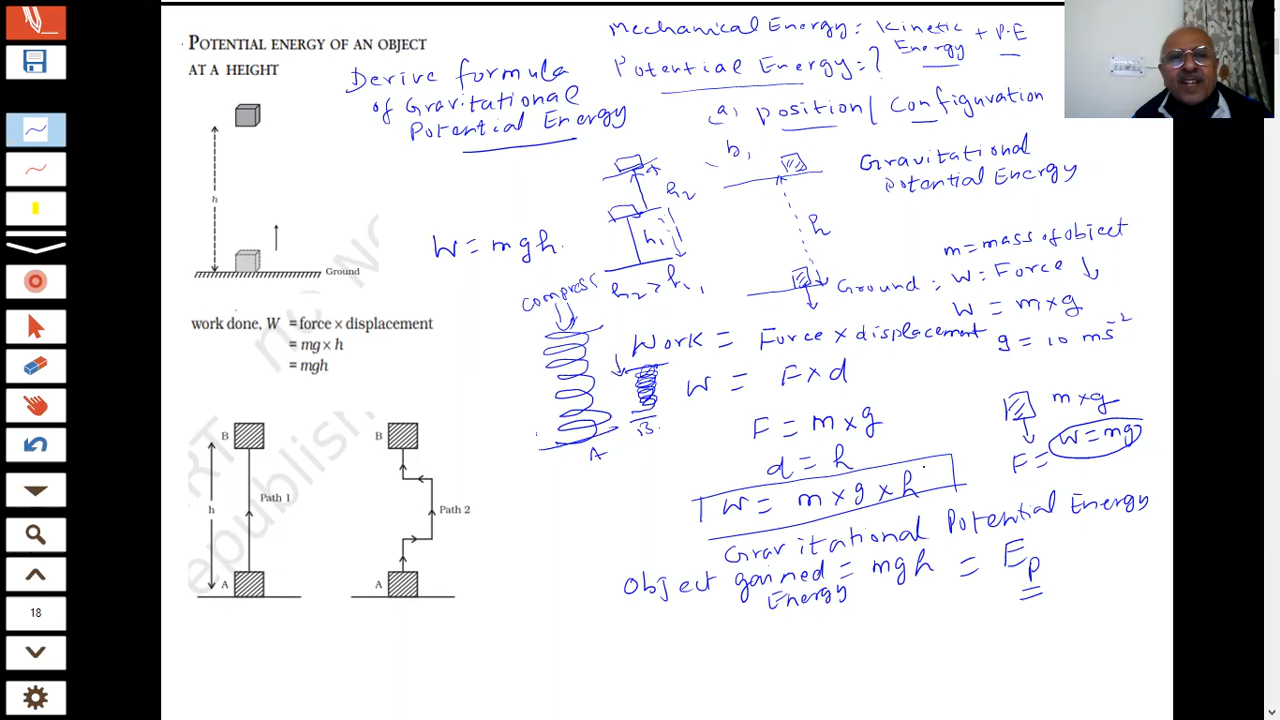 POTENTIAL ENERGY OF AN OBJECT
AT A HEIGHT
h
Ground
work done, W = force × displacement
= mg × h
= mgh
B
h
Path 1
A
B
Path 2
A
Derive formula
of Gravitational
Potential Energy
Mechanical Energy = Kinetic Energy + P.E
Potential Energy = ?
(a) position / Configuration
b,
Gravitational
Potential Energy
W = mgh.
h2
h1
h2 > h1
h
Ground
m = mass of object
W = Force ↓
W = m × g
g = 10 ms-2
compress
A
B
Work = Force × displacement
W = F × d
F = m × g
d = h
W = m × g × h
m × g
F = W = mg
Gravitational Potential Energy
Object gained Energy = mgh = Ep
18